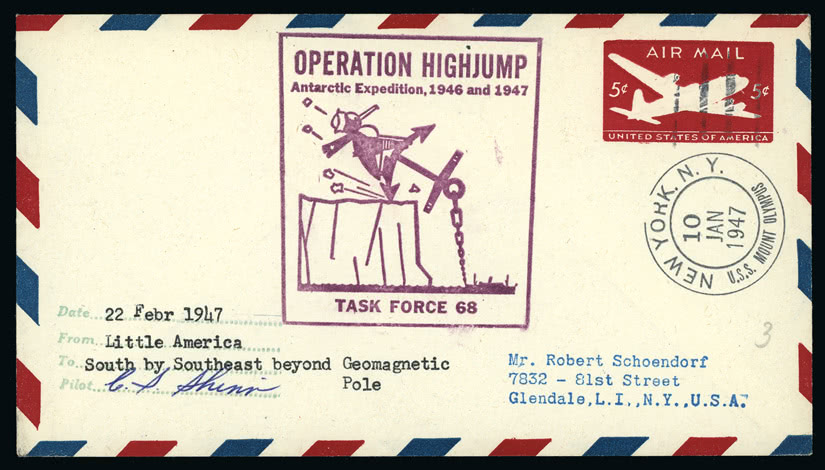 OPERATION HIGHJUMP
Antarctic Expedition, 1946 and 1947
TASK FORCE 68
AIR MAIL
5¢ 5¢
UNITED STATES OF AMERICA
NEW YORK, N. Y.
10
JAN
1947
U.S.S. MOUNT OLYMPUS
3
Date...22 Febr 1947
From...Little America
To...South by Southeast beyond Geomagnetic
Pole
Pilot...C S Shinn
Mr. Robert Schoendorf
7832 - 81st Street
Glendale,L.I.,N.Y.,U.S.A.